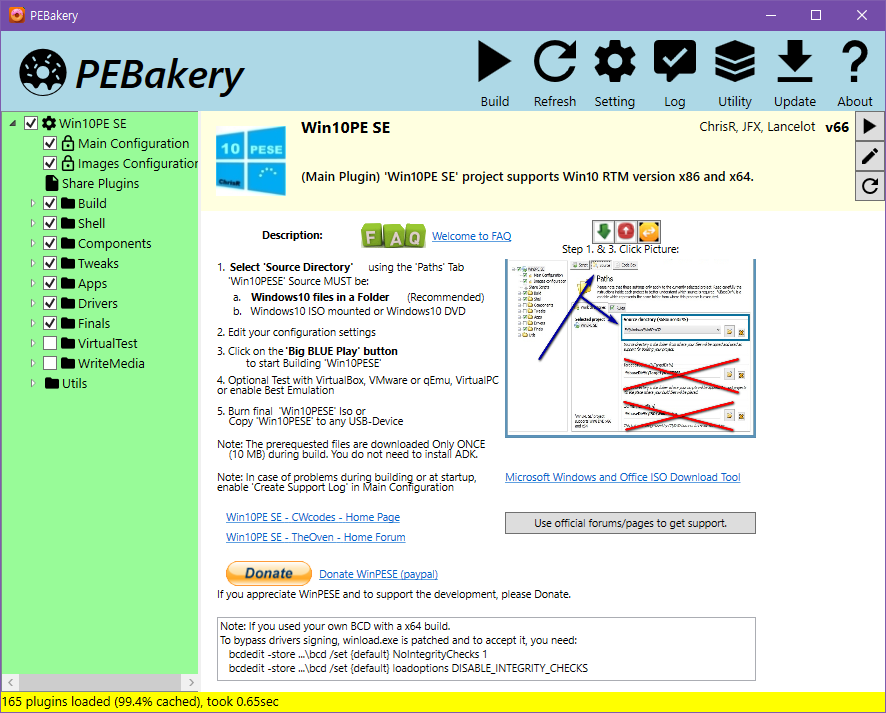 PEBakery
PEBakery
Build
Refresh
Setting
Log
Utility
Update
About
Win10PE SE
Main Configuration
Images Configuration
Share Plugins
Build
Shell
Components
Tweaks
Apps
Drivers
Finals
VirtualTest
WriteMedia
Utils
10 PESE
ChrisR
Win10PE SE
ChrisR, JFX, Lancelot v66
(Main Plugin) 'Win10PE SE' project supports Win10 RTM version x86 and x64.
Description:
FAQ
Welcome to FAQ
Step 1. & 3. Click Picture:
1. Select 'Source Directory' using the 'Paths' Tab
'Win10PESE' Source MUST be:
a. Windows10 files in a Folder (Recommended)
b. Windows10 ISO mounted or Windows10 DVD
2. Edit your configuration settings
3. Click on the 'Big BLUE Play' button
to start Building 'Win10PESE'
4. Optional Test with VirtualBox, VMware or qEmu, VirtualPC
or enable Best Emulation
5. Burn final 'Win10PESE' Iso or
Copy 'Win10PESE' to any USB-Device
Note: The prerequested files are downloaded Only ONCE
(10 MB) during build. You do not need to install ADK.
Note: In case of problems during building or at startup,
enable 'Create Support Log' in Main Configuration
Paths
Source directory
Microsoft Windows and Office ISO Download Tool
Win10PE SE - CWcodes - Home Page
Win10PE SE - TheOven - Home Forum
Use official forums/pages to get support.
Donate
Donate WinPESE (paypal)
If you appreciate WinPESE and to support the development, please Donate.
Note: If you used your own BCD with a x64 build.
To bypass drivers signing, winload.exe is patched and to accept it, you need:
bcdedit -store ...\bcd /set {default} NoIntegrityChecks 1
bcdedit -store ...\bcd /set {default} loadoptions DISABLE_INTEGRITY_CHECKS
165 plugins loaded (99.4% cached), took 0.65sec